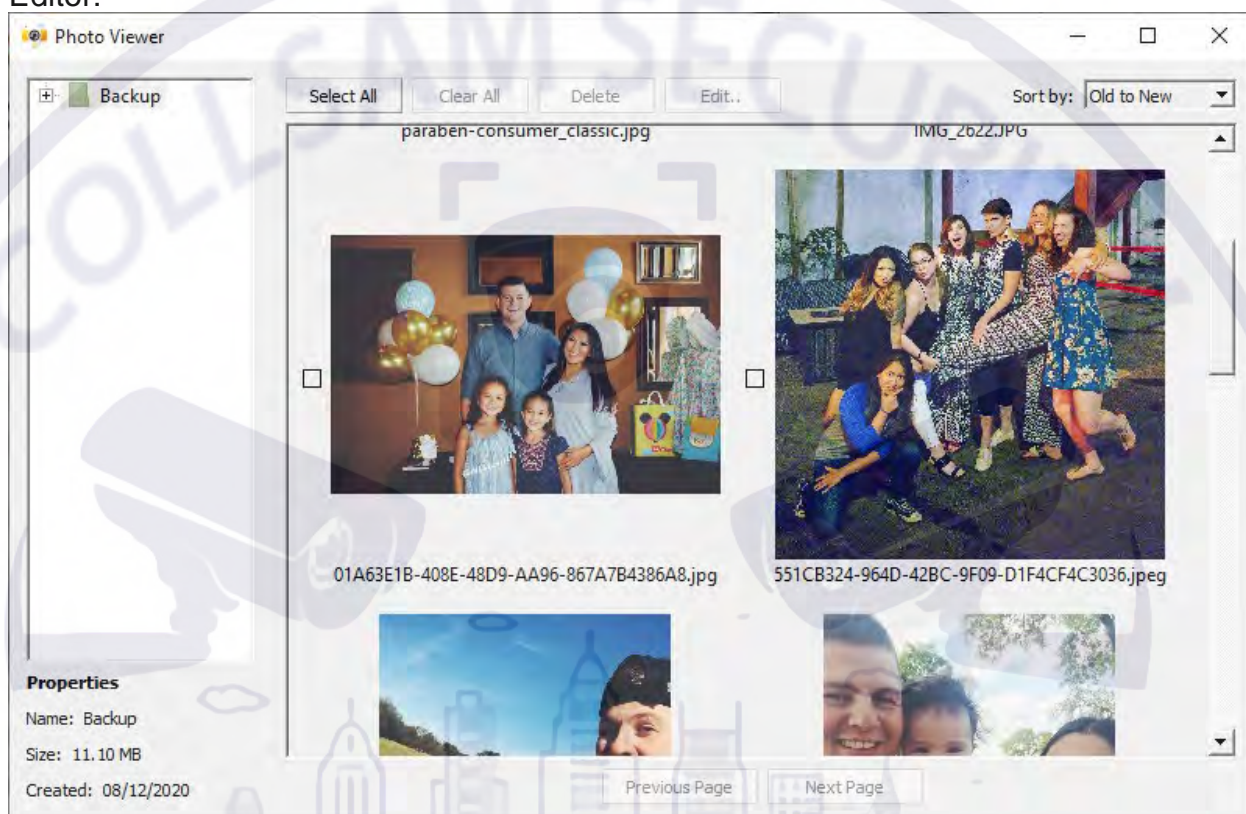 Editor.
Photo Viewer
Backup
Select All
Clear All
Delete
Edit..
Sort by:
Old to New
paraben-consumer_classic.jpg
IMG_2622.JPG
01A63E1B-408E-48D9-AA96-867A7B4386A8.jpg
551CB324-964D-42BC-9F09-D1F4CF4C3036.jpeg
Properties
Name: Backup
Size: 11.10 MB
Created: 08/12/2020
Previous Page
Next Page
COLLSAM SECURITY